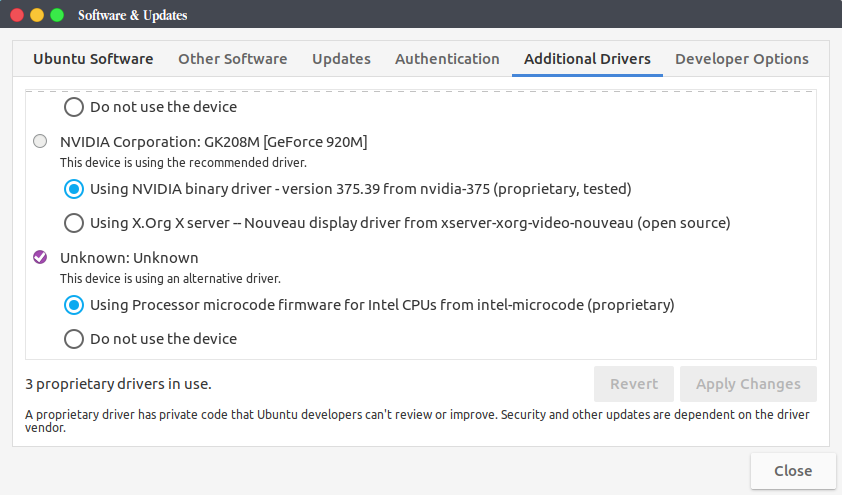 Software & Updates
Ubuntu Software
Other Software
Updates
Authentication
Additional Drivers
Developer Options
Do not use the device
NVIDIA Corporation: GK208M [GeForce 920M]
This device is using the recommended driver.
Using NVIDIA binary driver - version 375.39 from nvidia-375 (proprietary, tested)
Using X.Org X server -- Nouveau display driver from xserver-xorg-video-nouveau (open source)
Unknown: Unknown
This device is using an alternative driver.
Using Processor microcode firmware for Intel CPUs from intel-microcode (proprietary)
Do not use the device
3 proprietary drivers in use.
Revert
Apply Changes
A proprietary driver has private code that Ubuntu developers can't review or improve. Security and other updates are dependent on the driver
vendor.
Close